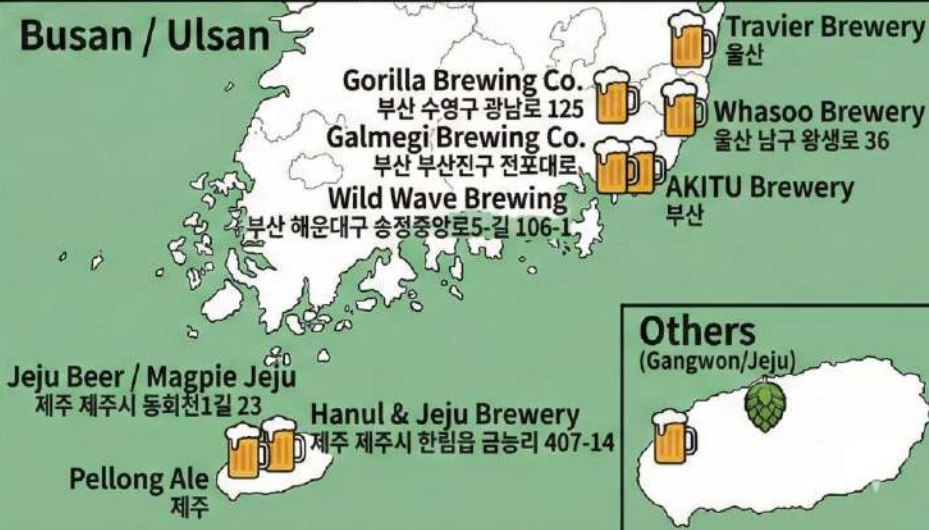 Busan / Ulsan
Travier Brewery
울산
Gorilla Brewing Co.
부산 수영구 광남로 125
Whasoo Brewery
울산 남구 왕생로 36
Galmegi Brewing Co.
부산 부산진구 전포대로
AKITU Brewery
부산
Wild Wave Brewing
부산 해운대구 송정중앙로5-길 106-1
Others
(Gangwon/Jeju)
Jeju Beer / Magpie Jeju
제주 제주시 동회천1길 23
Hanul & Jeju Brewery
제주 제주시 한림읍 금능리 407-14
Pellong Ale
제주